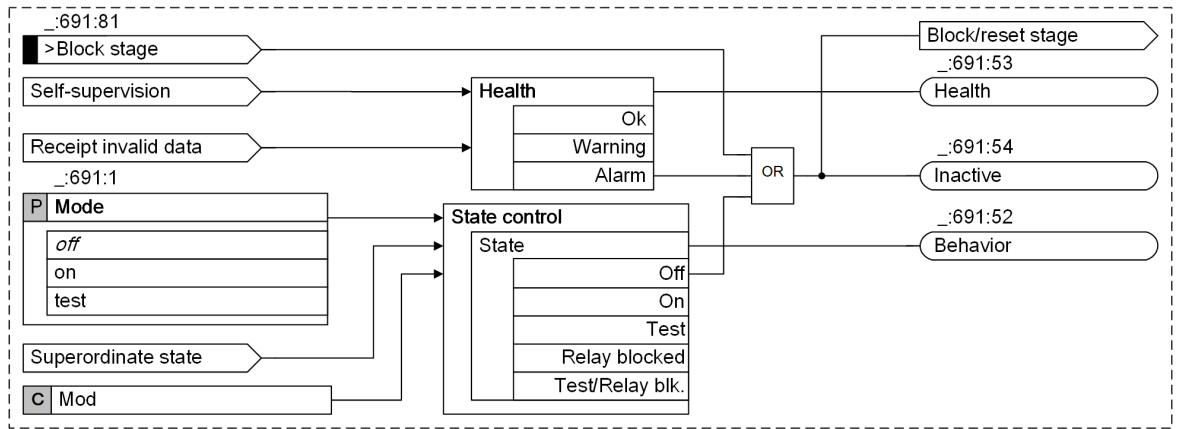 _:691:81
>Block stage
Block/reset stage
_:691:53
Self-supervision
Health
Health
Ok
Receipt invalid data
Warning
Alarm
OR
_:691:54
Inactive
_:691:1
P Mode
off
on
test
State control
State
Off
On
Test
Relay blocked
Test/Relay blk.
_:691:52
Behavior
Superordinate state
C Mod